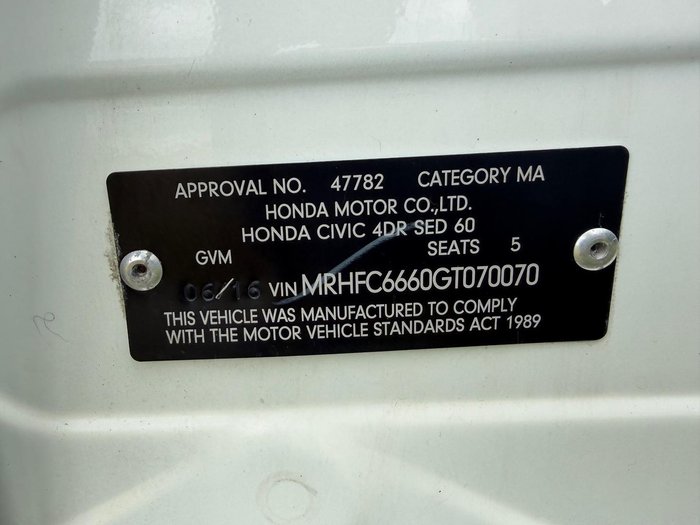 APPROVAL NO. 47782 CATEGORY MA
HONDA MOTOR CO.,LTD.
HONDA CIVIC 4DR SED 60
GVM SEATS 5
06/16 VIN MRHFC6660GT070070
THIS VEHICLE WAS MANUFACTURED TO COMPLY
WITH THE MOTOR VEHICLE STANDARDS ACT 1989